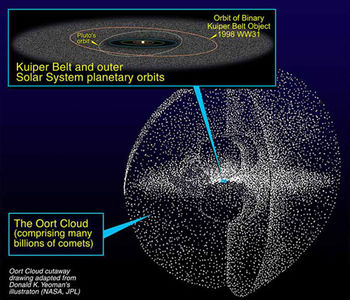 Orbit of Binary
Kuiper Belt Object
1998 WW31
Pluto's
orbit
Kuiper Belt and outer
Solar System planetary orbits
The Oort Cloud
(comprising many
billions of comets)
Oort Cloud cutaway
drawing adapted from
Donald K. Yeoman's
illustraton (NASA, JPL)